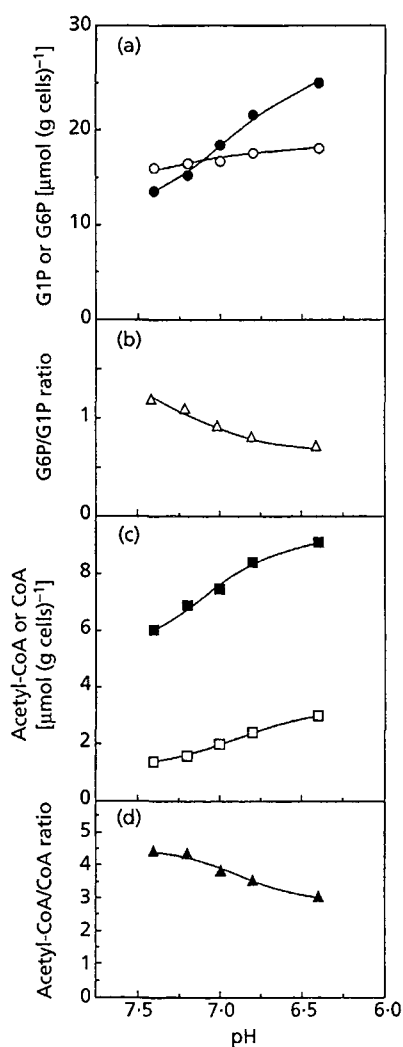 (a)
30
20
10
0
G1P or G6P [μmol (g cells)⁻¹]
(b)
1
0
G6P/G1P ratio
(c)
8
6
4
2
0
Acetyl-CoA or CoA
[μmol (g cells)⁻¹]
(d)
5
4
3
2
1
0
Acetyl-CoA/CoA ratio
7·5 7·0 6·5 6·0
pH